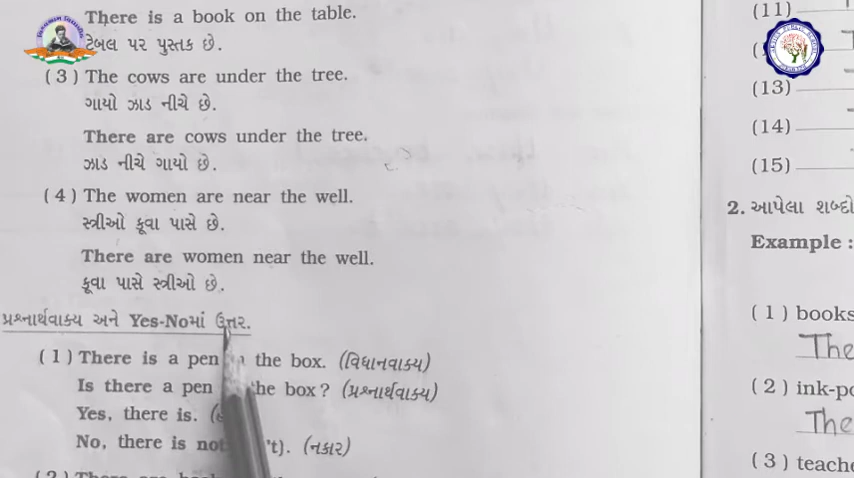 There is a book on the table.
ટેબલ પર પુસ્તક છે.
( 3 ) The cows are under the tree.
ગાયો ઝાડ નીચે છે.
There are cows under the tree.
ઝાડ નીચે ગાયો છે.
( 4 ) The women are near the well.
સ્ત્રીઓ કૂવા પાસે છે.
There are women near the well.
કૂવા પાસે સ્ત્રીઓ છે.
પ્રશ્નાર્થવાક્ય અને Yes-Noમાં ઉત્તર.
( 1 ) There is a pen the box. (વિધાનવાક્ય)
Is there a pen the box? (પ્રશ્નાર્થવાક્ય)
Yes, there is.
No, there is not 't). (નકાર)
(11)
(13)
(14)
(15)
2. આપેલા શબ્દો
Example :
( 1 ) books
The
( 2 )
The
( 3 )